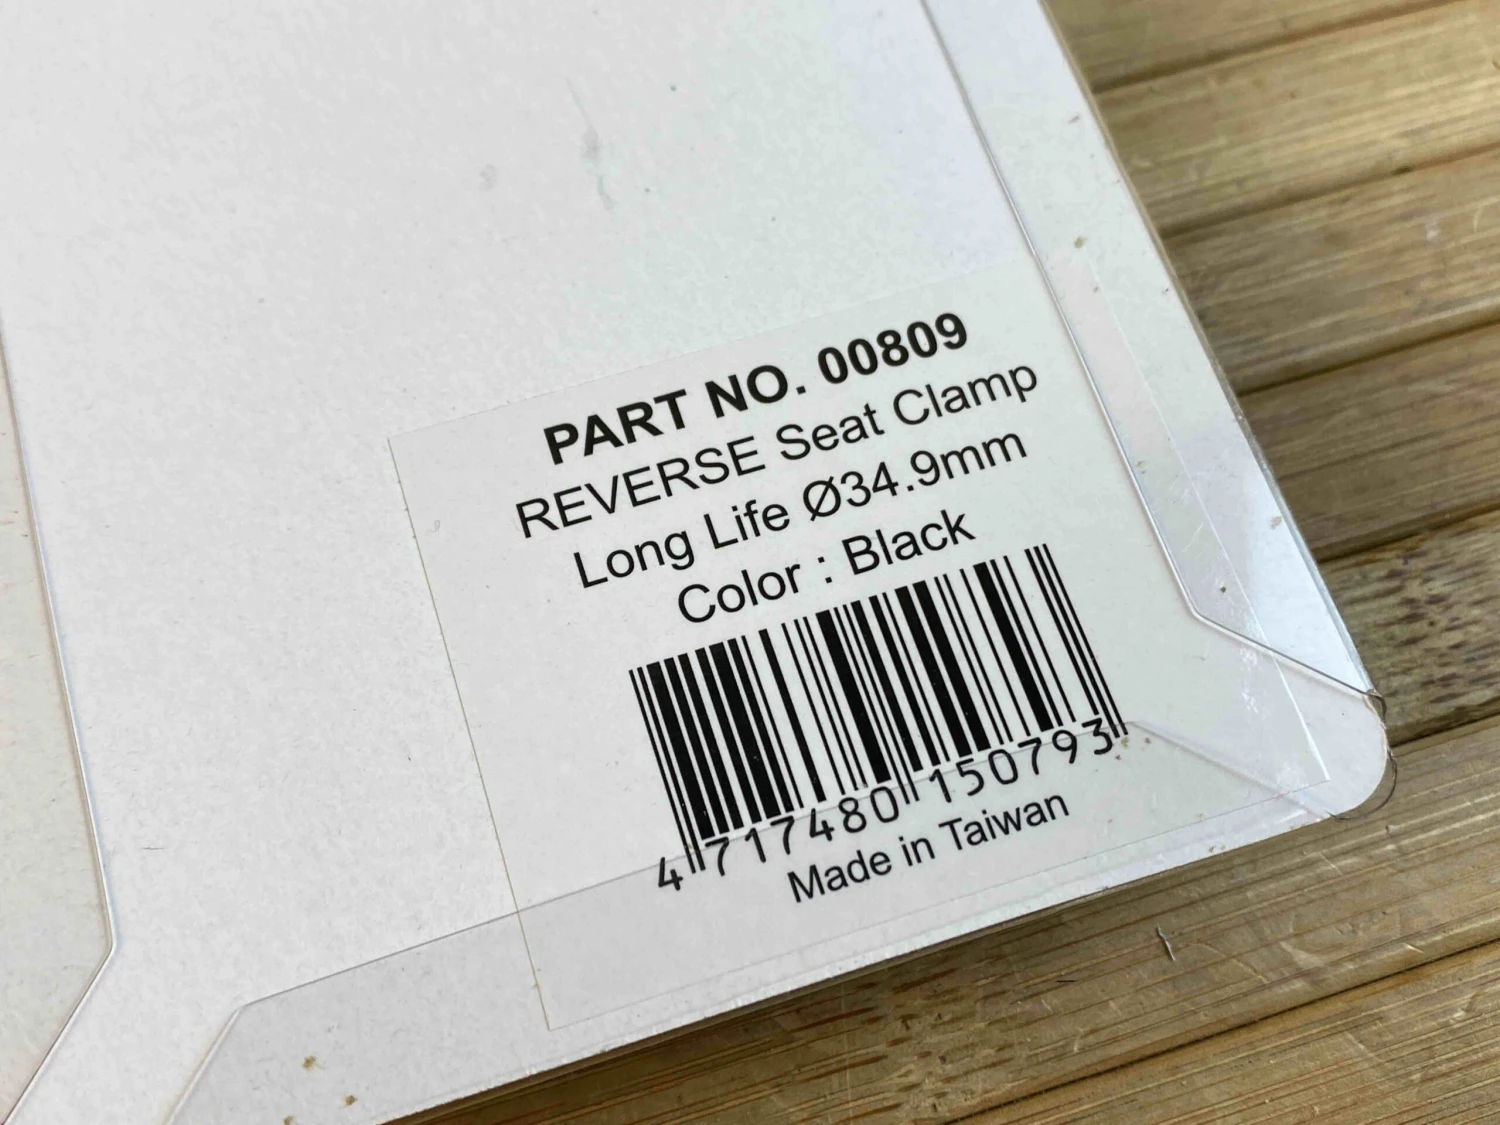 PART NO. 00809
REVERSE Seat Clamp
Long Life Ø34.9mm
Color : Black
4 717480 150793
Made in Taiwan